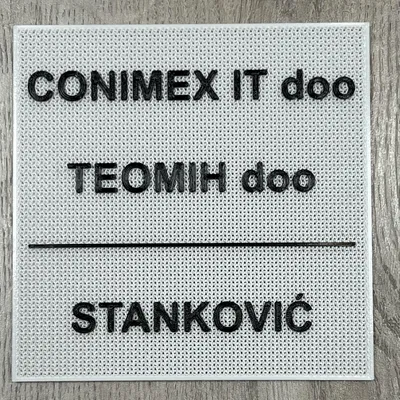 CONIMEX IT doo
TEOMIH doo
STANKOVIĆ